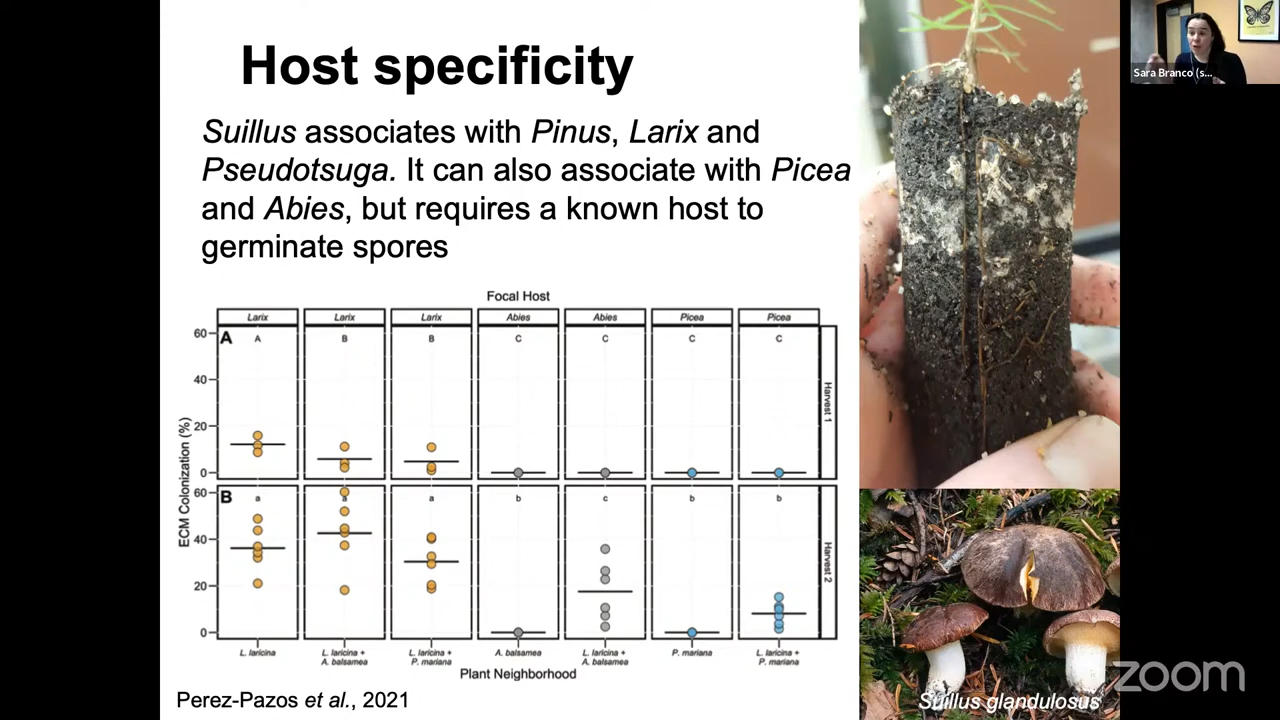 Host specificity
Suillus associates with Pinus, Larix and
Pseudotsuga. It can also associate with Picea
and Abies, but requires a known host to
germinate spores
Focal Host
Larix Larix Larix Abies Abies Picea Picea
A
A B B C C C C
60
40
20
0
Harvest 1
ECM Colonization (%)
B
a a a b c b b
60
40
20
0
Harvest 2
L. laricina
L. laricina +
A. balsamea
L. laricina +
P. mariana
A. balsamea
L. laricina +
A. balsamea
P. mariana
L. laricina +
P. mariana
Plant Neighborhood
Perez-Pazos et al., 2021
Suillus glandulosus
Sara Branco (s...
zoom